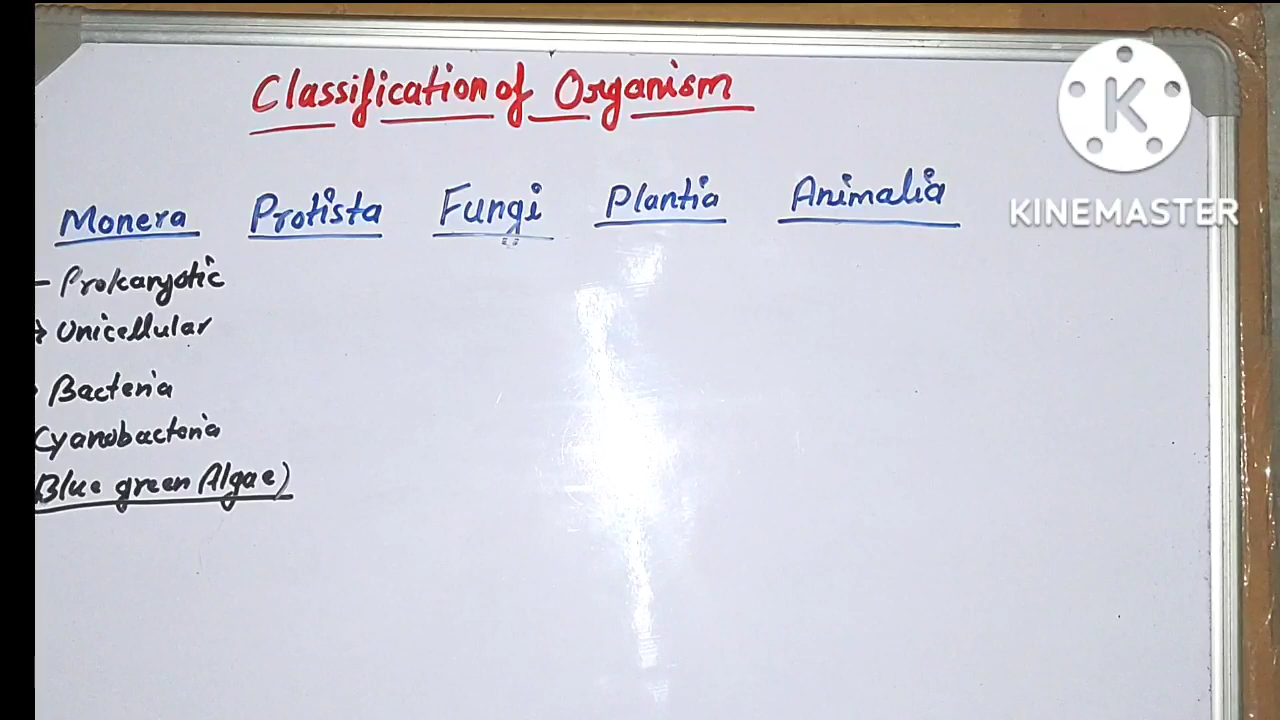 Classification of Organism
Monera Protista Fungi Plantia Animalia
- Prokaryotic
→ Unicellular
Bacteria
Cyanobacteria
Blue green Algae)
K
KINEMASTER